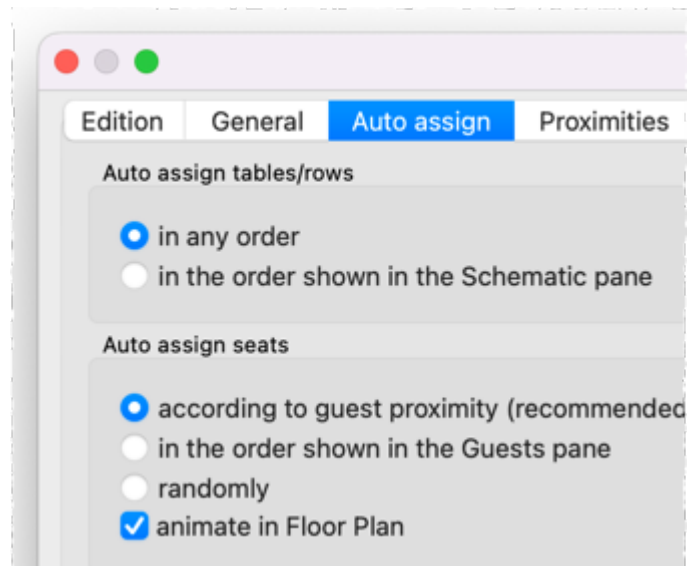 Edition General Auto assign Proximities
Auto assign tables/rows
in any order
in the order shown in the Schematic pane
Auto assign seats
according to guest proximity (recommended
in the order shown in the Guests pane
randomly
animate in Floor Plan